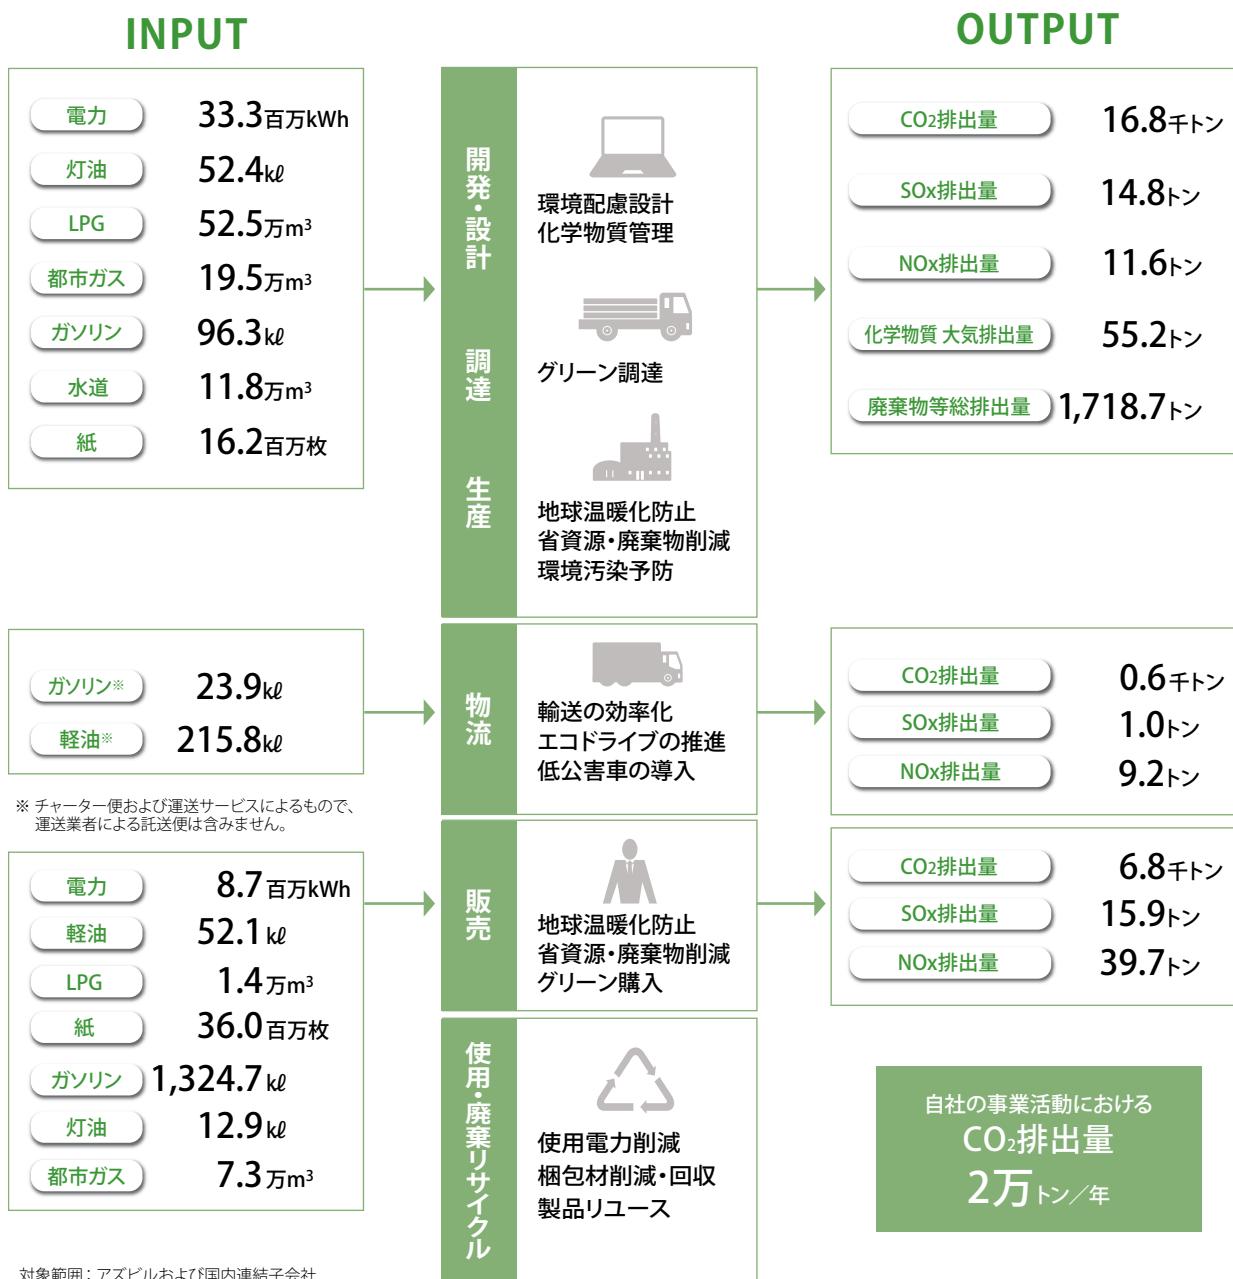 INPUT
OUTPUT
電力 33.3百万kWh
灯油 52.4kℓ
LPG 52.5万m³
都市ガス 19.5万m³
ガソリン 96.3kℓ
水道 11.8万m³
紙 16.2百万枚
開発・設計
環境配慮設計
化学物質管理
調達
グリーン調達
生産
地球温暖化防止
省資源・廃棄物削減
環境汚染予防
CO₂排出量 16.8千トン
SOx排出量 14.8トン
NOx排出量 11.6トン
化学物質 大気排出量 55.2トン
廃棄物等総排出量 1,718.7トン
ガソリン※ 23.9kℓ
軽油※ 215.8kℓ
※ チャーター便および運送サービスによるもので、
運送業者による託送便は含みません。
物流
輸送の効率化
エコドライブの推進
低公害車の導入
CO₂排出量 0.6千トン
SOx排出量 1.0トン
NOx排出量 9.2トン
電力 8.7百万kWh
軽油 52.1kℓ
LPG 1.4万m³
紙 36.0百万枚
ガソリン 1,324.7kℓ
灯油 12.9kℓ
都市ガス 7.3万m³
販売
地球温暖化防止
省資源・廃棄物削減
グリーン購入
CO₂排出量 6.8千トン
SOx排出量 15.9トン
NOx排出量 39.7トン
使用・廃棄リサイクル
使用電力削減
梱包材削減・回収
製品リユース
自社の事業活動における
CO₂排出量
2万トン／年
対象範囲：アズビルおよび国内連結子会社